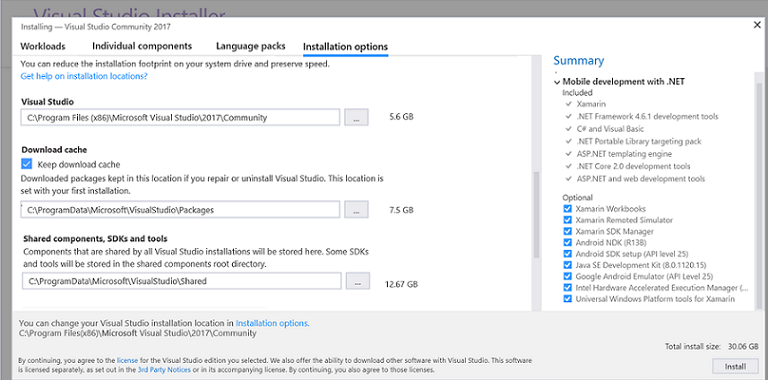 Visual Studio Installer
Installing — Visual Studio Community 2017
Workloads Individual components Language packs Installation options
You can reduce the installation footprint on your system drive and preserve speed.
Get help on installation locations?
Visual Studio
C:\Program Files (x86)\Microsoft Visual Studio\2017\Community ... 5.6 GB
Download cache
Keep download cache
Downloaded packages kept in this location if you repair or uninstall Visual Studio. This location is
set with your first installation.
C:\ProgramData\Microsoft\VisualStudio\Packages ... 7.5 GB
Shared components, SDKs and tools
Components that are shared by all Visual Studio installations will be stored here. Some SDKs
and tools will be stored in the shared components root directory.
C:\ProgramData\Microsoft\VisualStudio\Shared ... 12.67 GB
Summary
Mobile development with .NET
Included
Xamarin
.NET Framework 4.6.1 development tools
C# and Visual Basic
.NET Portable Library targeting pack
ASP.NET templating engine
.NET Core 2.0 development tools
ASP.NET and web development tools
Optional
Xamarin Workbooks
Xamarin Remoted Simulator
Xamarin SDK Manager
Android NDK (R13B)
Android SDK setup (API level 25)
Java SE Development Kit (8.0.1120.15)
Google Android Emulator (API Level 25)
Intel Hardware Accelerated Execution Manager (...
Universal Windows Platform tools for Xamarin
You can change your Visual Studio installation location in Installation options.
C:\Program Files(x86)\Microsoft Visual Studio\2017\Community
Total install size: 30.06 GB
By continuing, you agree to the license for the Visual Studio edition you selected. We also offer the ability to download other software with Visual Studio. This software
is licensed separately, as set out in the 3rd Party Notices or in its accompanying license. By continuing, you also agree to those licenses.
Install